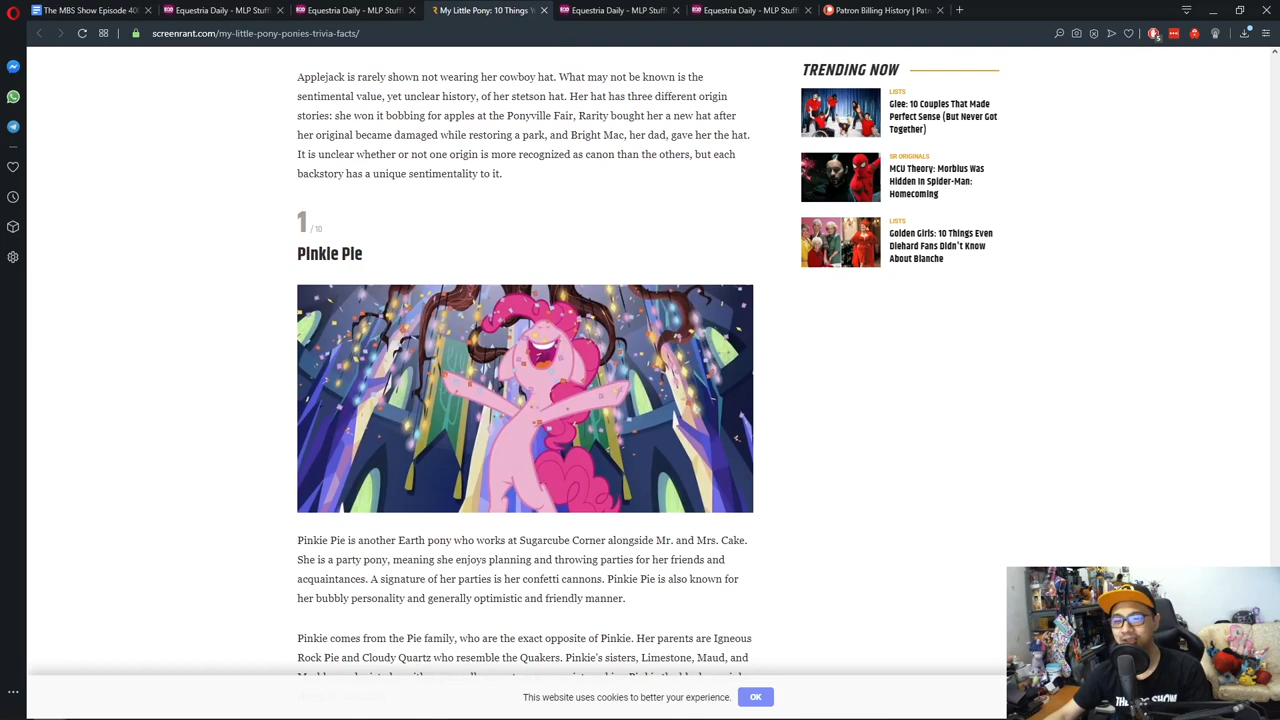 The MBS Show Episode 40
Equestria Daily - MLP Stuff
Equestria Daily - MLP Stuff
My Little Pony: 10 Things Y
Equestria Daily - MLP Stuff
Equestria Daily - MLP Stuff
Patron Billing History | Pat
screenrant.com/my-little-pony-ponies-trivia-facts/
5
Applejack is rarely shown not wearing her cowboy hat. What may not be known is the
sentimental value, yet unclear history, of her stetson hat. Her hat has three different origin
stories: she won it bobbing for apples at the Ponyville Fair, Rarity bought her a new hat after
her original became damaged while restoring a park, and Bright Mac, her dad, gave her the hat.
It is unclear whether or not one origin is more recognized as canon than the others, but each
backstory has a unique sentimentality to it.
1 / 10
Pinkie Pie
Pinkie Pie is another Earth pony who works at Sugarcube Corner alongside Mr. and Mrs. Cake.
She is a party pony, meaning she enjoys planning and throwing parties for her friends and
acquaintances. A signature of her parties is her confetti cannons. Pinkie Pie is also known for
her bubbly personality and generally optimistic and friendly manner.
Pinkie comes from the Pie family, who are the exact opposite of Pinkie. Her parents are Igneous
Rock Pie and Cloudy Quartz who resemble the Quakers. Pinkie's sisters, Limestone, Maud, and
TRENDING NOW
LISTS
Glee: 10 Couples That Made
Perfect Sense (But Never Got
Together)
SR ORIGINALS
MCU Theory: Morbius Was
Hidden In Spider-Man:
Homecoming
LISTS
Golden Girls: 10 Things Even
Diehard Fans Didn't Know
About Blanche
This website uses cookies to better your experience.
OK
SHOW